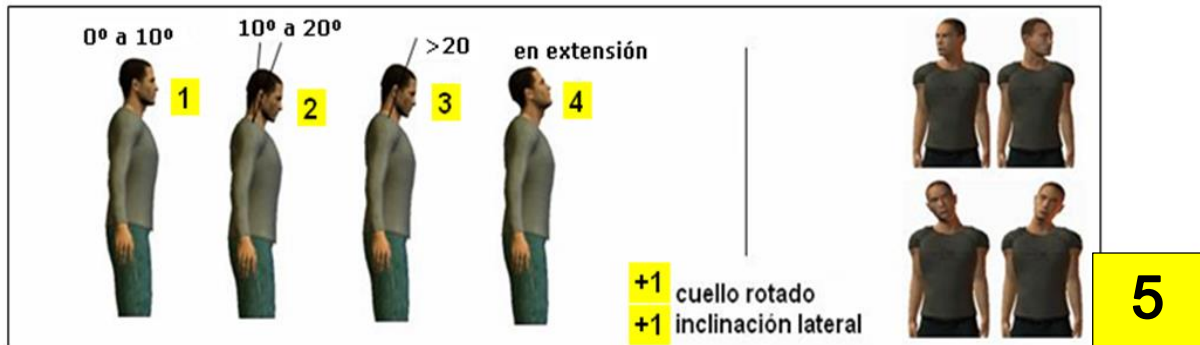 0º a 10º
1
10º a 20º
2
>20
3
en extensión
4
+1 cuello rotado
+1 inclinación lateral
5